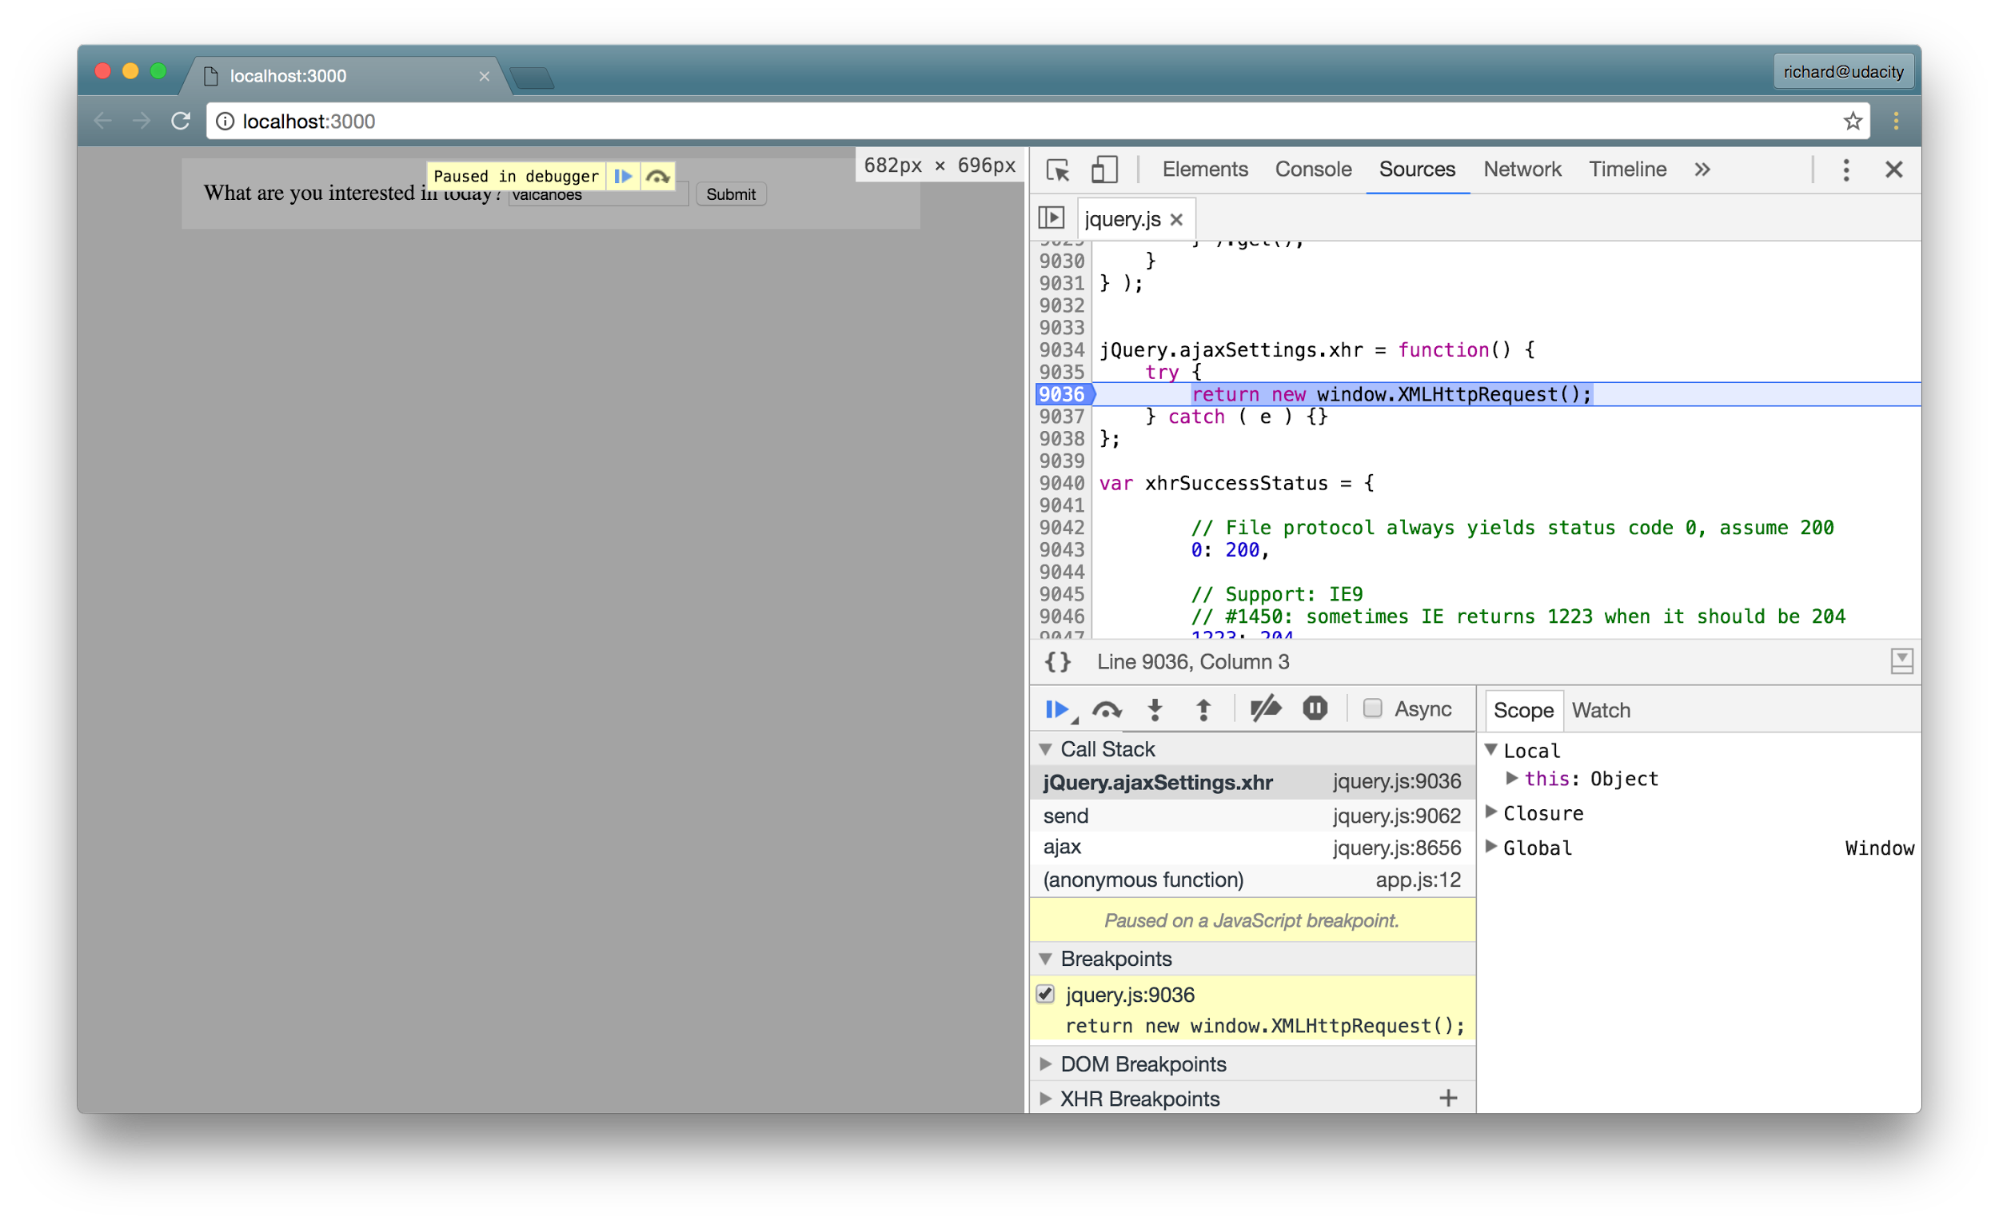 localhost:3000
richard@udacity
localhost:3000
682px × 696px
Paused in debugger
What are you interested in today? valcanoes Submit
Elements Console Sources Network Timeline »
jquery.js
9029 } ).get();
9030 }
9031 } );
9032
9033
9034 jQuery.ajaxSettings.xhr = function() {
9035 try {
9036 return new window.XMLHttpRequest();
9037 } catch ( e ) {}
9038 };
9039
9040 var xhrSuccessStatus = {
9041
9042 // File protocol always yields status code 0, assume 200
9043 0: 200,
9044
9045 // Support: IE9
9046 // #1450: sometimes IE returns 1223 when it should be 204
9047 1223: 204
{} Line 9036, Column 3
Async
Scope Watch
Call Stack
jQuery.ajaxSettings.xhr jquery.js:9036
send jquery.js:9062
ajax jquery.js:8656
(anonymous function) app.js:12
Paused on a JavaScript breakpoint.
Breakpoints
jquery.js:9036
return new window.XMLHttpRequest();
DOM Breakpoints
XHR Breakpoints +
Local
this: Object
Closure
Global Window